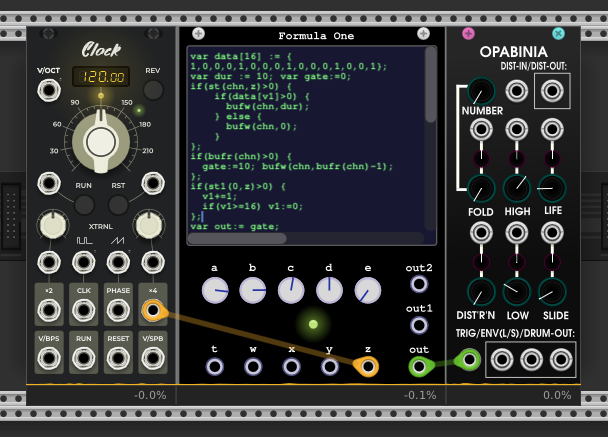 Clock
V/OCT
120.00
REV
90
150
60
180
30
210
RUN
RST
XTRNL
×2
CLK
PHASE
×4
V/BPS
RUN
RESET
V/SPB
-0.0%
Formula One
var data[16] := {
1,0,0,0,1,0,0,0,1,0,0,0,1,0,0,1};
var dur := 10; var gate:=0;
if(st(chn,z)>0) {
if(data[v1]>0) {
bufw(chn,dur);
} else {
bufw(chn,0);
}
};
if(bufr(chn)>0) {
gate:=10; bufw(chn,bufr(chn)-1);
};
if(st1(0,z)>0) {
v1+=1;
if(v1>=16) v1:=0;
};
var out:= gate;
a b c d e
out2
out1
t w x y z out
-0.1%
OPABINIA
DIST-IN/DIST-OUT:
NUMBER
FOLD HIGH LIFE
DIST'R'N LOW SLIDE
TRIG/ENV(L/S)/DRUM-OUT:
0.0%